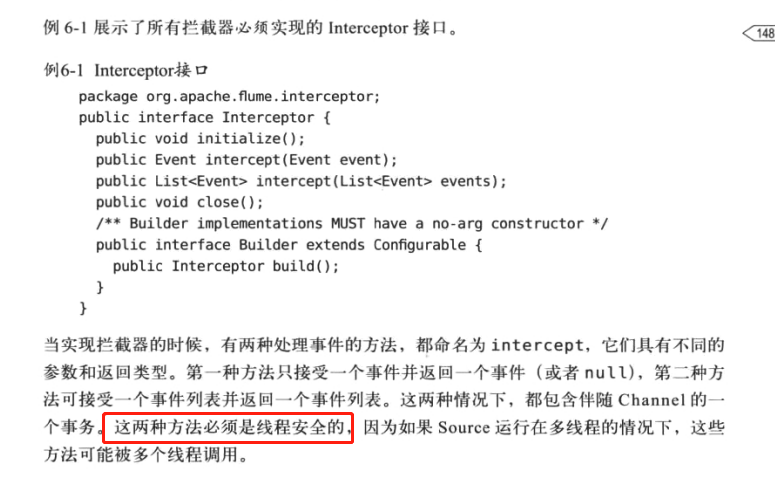 例 6-1 展示了所有拦截器必须实现的 Interceptor 接口。
148
例6-1 Interceptor接口
package org.apache.flume.interceptor;
public interface Interceptor {
public void initialize();
public Event intercept(Event event);
public List<Event> intercept(List<Event> events);
public void close();
/** Builder implementations MUST have a no-arg constructor */
public interface Builder extends Configurable {
public Interceptor build();
}
}
当实现拦截器的时候，有两种处理事件的方法，都命名为 intercept，它们具有不同的
参数和返回类型。第一种方法只接受一个事件并返回一个事件（或者 null），第二种方
法可接受一个事件列表并返回一个事件列表。这两种情况下，都包含伴随 Channel 的一
个事务。这两种方法必须是线程安全的，因为如果 Source 运行在多线程的情况下，这些
方法可能被多个线程调用。